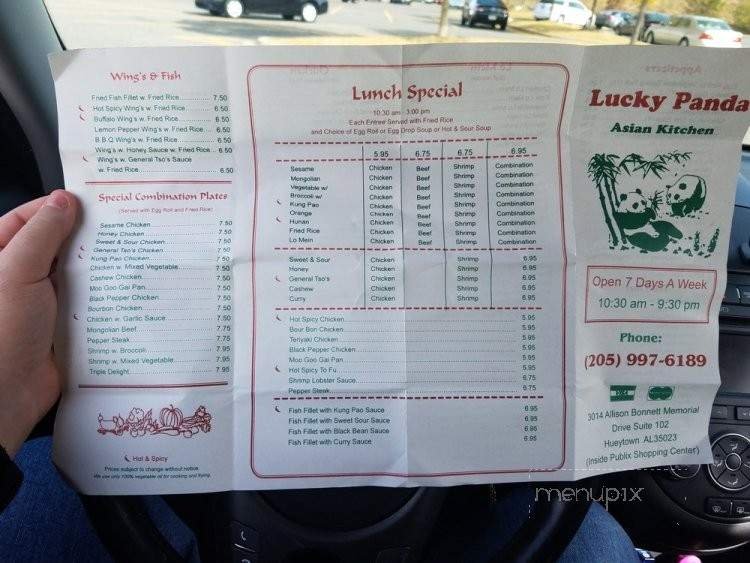 Wing's & Fish
Fried Fish Fillet w. Fried Rice 7.50
Hot Spicy Wing's w. Fried Rice 6.50
Buffalo Wing's w. Fried Rice 6.50
Lemon Pepper Wing's w. Fried Rice 6.50
B.B.Q Wing's w. Fried Rice 6.50
Wing's w. Honey Sauce w. Fried Rice 6.50
Wing's w. General Tso's Sauce
w. Fried Rice 6.50
Special Combination Plates
(Served with Egg Roll and Fried Rice)
Sesame Chicken 7.50
Honey Chicken 7.50
Sweet & Sour Chicken 7.50
General Tso's Chicken 7.50
Kung Pao Chicken 7.50
Chicken w. Mixed Vegetable 7.50
Cashew Chicken 7.50
Moo Goo Gai Pan 7.50
Black Pepper Chicken 7.50
Bourbon Chicken 7.50
Chicken w. Garlic Sauce 7.50
Mongolian Beef 7.75
Pepper Steak 7.75
Shrimp w. Broccoli 7.95
Shrimp w. Mixed Vegetable 7.95
Triple Delight 7.95
Hot & Spicy
Prices subject to change without notice
We use only 100% vegetable oil for cooking and frying.
Lunch Special
10:30 am - 3:00 pm
Each Entree Served with Fried Rice
and Choice of Egg Roll or Egg Drop Soup or Hot & Sour Soup
5.95 6.75 6.75 6.95
Sesame Chicken Beef Shrimp Combination
Mongolian Chicken Beef Shrimp Combination
Vegetable w/ Chicken Beef Shrimp Combination
Broccoli w/ Chicken Beef Shrimp Combination
Kung Pao Chicken Beef Shrimp Combination
Orange Chicken Beef Shrimp Combination
Hunan Chicken Beef Shrimp Combination
Fried Rice Chicken Beef Shrimp Combination
Lo Mein Chicken Beef Shrimp Combination
Sweet & Sour Chicken Shrimp 6.95
Honey Chicken Shrimp 6.95
General Tso's Chicken Shrimp 6.95
Cashew Chicken Shrimp 6.95
Curry Chicken Shrimp 6.95
Hot Spicy Chicken 5.95
Bour Bon Chicken 5.95
Teriyaki Chicken 5.95
Black Pepper Chicken 5.95
Moo Goo Gai Pan 5.95
Hot Spicy To Fu 5.95
Shrimp Lobster Sauce 6.75
Pepper Steak 6.75
Fish Fillet with Kung Pao Sauce 6.95
Fish Fillet with Sweet Sour Sauce 6.95
Fish Fillet with Black Bean Sauce 6.95
Fish Fillet with Curry Sauce 6.95
Lucky Panda
Asian Kitchen
Open 7 Days A Week
10:30 am - 9:30 pm
Phone:
(205) 997-6189
3014 Allison Bonnett Memorial
Drive Suite 102
Hueytown AL35023
(Inside Publix Shopping Center)
menupix